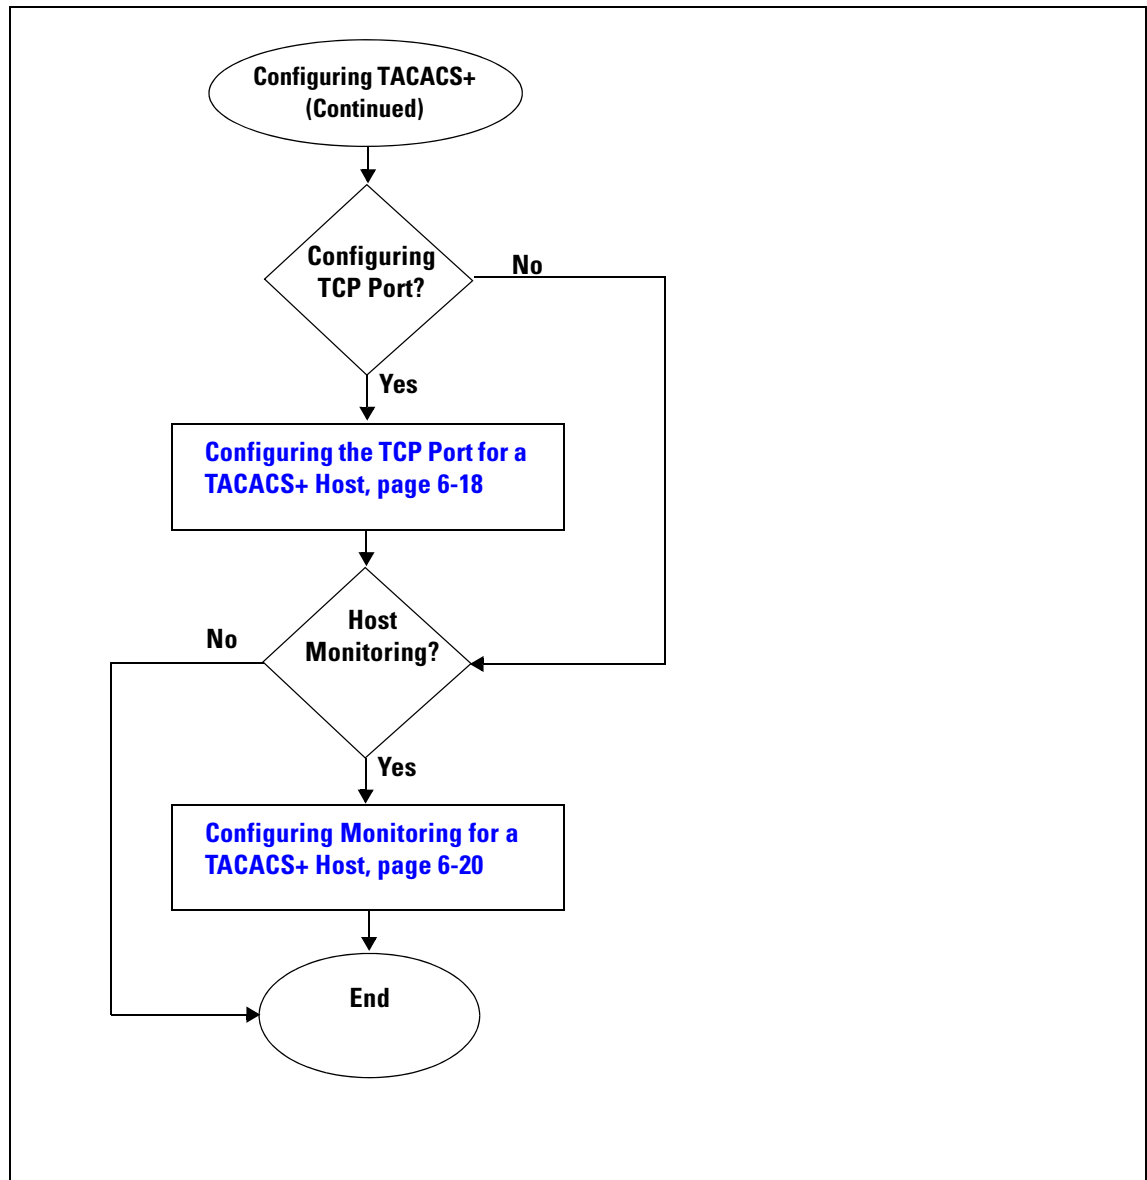 Configuring TACACS+
(Continued)
Configuring
TCP Port?
No
Yes
Configuring the TCP Port for a
TACACS+ Host, page 6-18
Host
Monitoring?
No
Yes
Configuring Monitoring for a
TACACS+ Host, page 6-20
End